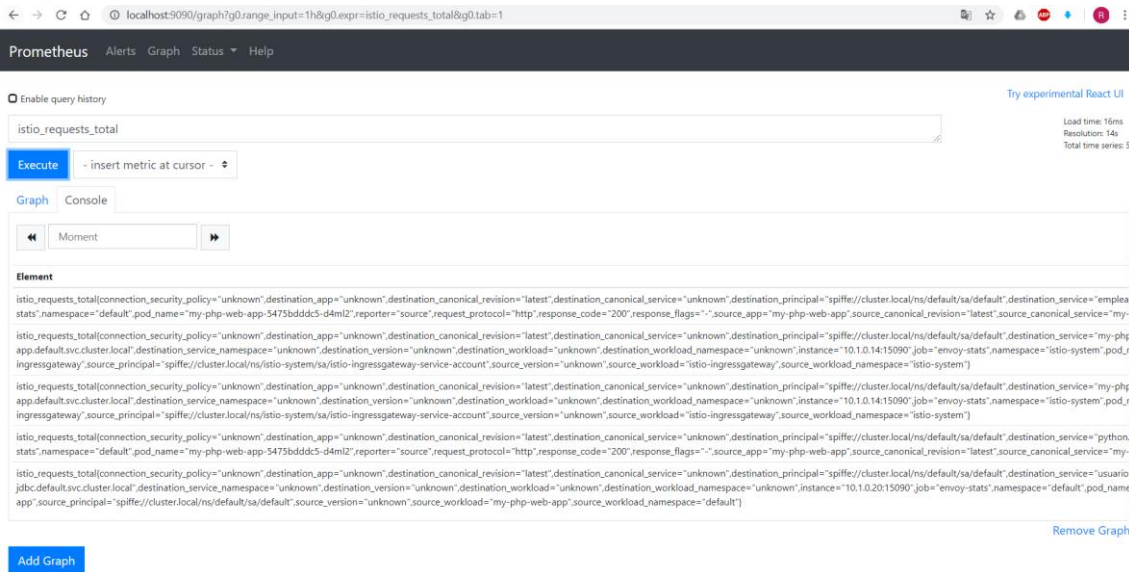 localhost:9090/graph?g0.range_input=1h&g0.expr=istio_requests_total&g0.tab=1
ABP
R
Prometheus Alerts Graph Status Help
Enable query history
Try experimental React UI
istio_requests_total
Load time: 16ms
Resolution: 14s
Total time series: 5
Execute
- insert metric at cursor -
Graph Console
Moment
Element
istio_requests_total{connection_security_policy="unknown",destination_app="unknown",destination_canonical_revision="latest",destination_canonical_service="unknown",destination_principal="spiffe://cluster.local/ns/default/sa/default",destination_service="emplea
stats",namespace="default",pod_name="my-php-web-app-5475bdddc5-d4ml2",reporter="source",request_protocol="http",response_code="200",response_flags="-",source_app="my-php-web-app",source_canonical_revision="latest",source_canonical_service="my-
istio_requests_total{connection_security_policy="unknown",destination_app="unknown",destination_canonical_revision="latest",destination_canonical_service="unknown",destination_principal="spiffe://cluster.local/ns/default/sa/default",destination_service="my-php
app.default.svc.cluster.local",destination_service_namespace="unknown",destination_version="unknown",destination_workload="unknown",destination_workload_namespace="unknown",instance="10.1.0.14:15090",job="envoy-stats",namespace="istio-system",pod_r
ingressgateway",source_principal="spiffe://cluster.local/ns/istio-system/sa/istio-ingressgateway-service-account",source_version="unknown",source_workload="istio-ingressgateway",source_workload_namespace="istio-system"}
istio_requests_total{connection_security_policy="unknown",destination_app="unknown",destination_canonical_revision="latest",destination_canonical_service="unknown",destination_principal="spiffe://cluster.local/ns/default/sa/default",destination_service="my-php
app.default.svc.cluster.local",destination_service_namespace="unknown",destination_version="unknown",destination_workload="unknown",destination_workload_namespace="unknown",instance="10.1.0.14:15090",job="envoy-stats",namespace="istio-system",pod_r
ingressgateway",source_principal="spiffe://cluster.local/ns/istio-system/sa/istio-ingressgateway-service-account",source_version="unknown",source_workload="istio-ingressgateway",source_workload_namespace="istio-system"}
istio_requests_total{connection_security_policy="unknown",destination_app="unknown",destination_canonical_revision="latest",destination_canonical_service="unknown",destination_principal="spiffe://cluster.local/ns/default/sa/default",destination_service="python.
stats",namespace="default",pod_name="my-php-web-app-5475bdddc5-d4ml2",reporter="source",request_protocol="http",response_code="200",response_flags="-",source_app="my-php-web-app",source_canonical_revision="latest",source_canonical_service="my-
istio_requests_total{connection_security_policy="unknown",destination_app="unknown",destination_canonical_revision="latest",destination_canonical_service="unknown",destination_principal="spiffe://cluster.local/ns/default/sa/default",destination_service="usuario
jdbc.default.svc.cluster.local",destination_service_namespace="unknown",destination_version="unknown",destination_workload="unknown",destination_workload_namespace="unknown",instance="10.1.0.20:15090",job="envoy-stats",namespace="default",pod_name
app",source_principal="spiffe://cluster.local/ns/default/sa/default",source_version="unknown",source_workload="my-php-web-app",source_workload_namespace="default"}
Remove Graph
Add Graph